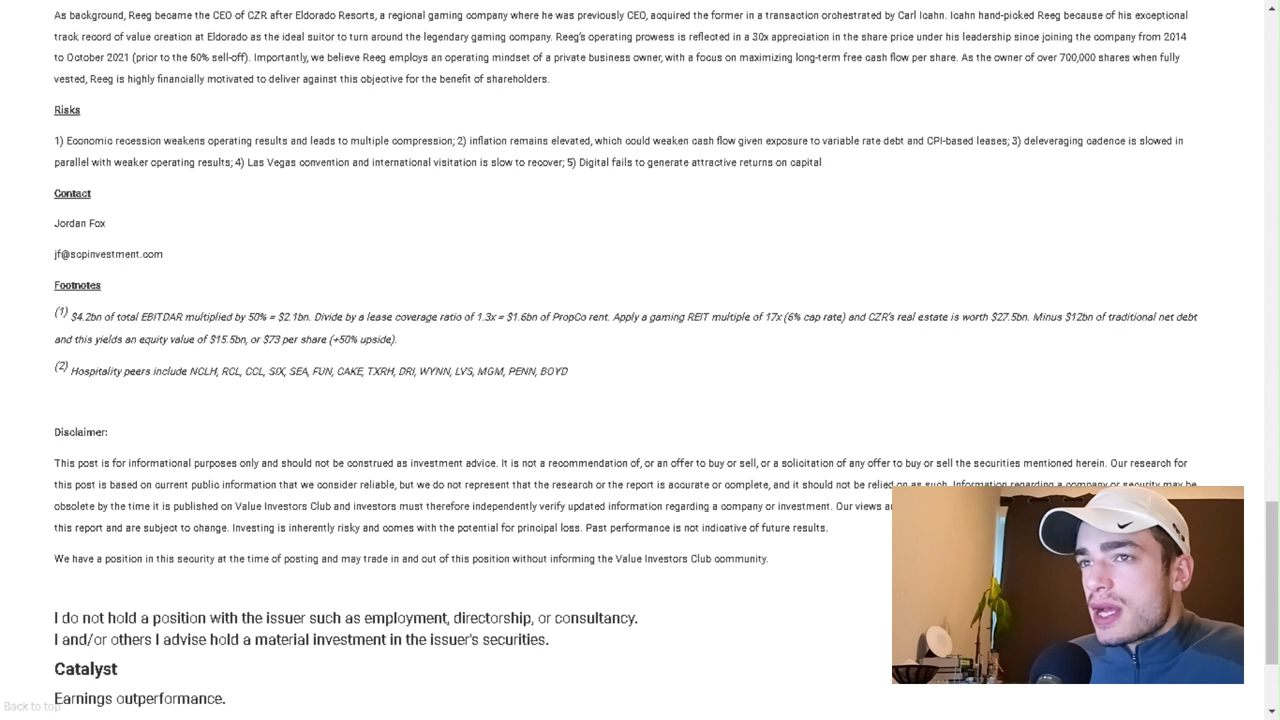 As background, Reeg became the CEO of CZR after Eldorado Resorts, a regional gaming company where he was previously CEO, acquired the former in a transaction orchestrated by Carl Icahn. Icahn hand-picked Reeg because of his exceptional
track record of value creation at Eldorado as the ideal suitor to turn around the legendary gaming company. Reeg's operating prowess is reflected in a 30x appreciation in the share price under his leadership since joining the company from 2014
to October 2021 (prior to the 60% sell-off). Importantly, we believe Reeg employs an operating mindset of a private business owner, with a focus on maximizing long-term free cash flow per share. As the owner of over 700,000 shares when fully
vested, Reeg is highly financially motivated to deliver against this objective for the benefit of shareholders.
Risks
1) Economic recession weakens operating results and leads to multiple compression; 2) inflation remains elevated, which could weaken cash flow given exposure to variable rate debt and CPI-based leases; 3) deleveraging cadence is slowed in
parallel with weaker operating results; 4) Las Vegas convention and international visitation is slow to recover; 5) Digital fails to generate attractive returns on capital
Contact
Jordan Fox
jf@scpinvestment.com
Footnotes
(1) $4.2bn of total EBITDAR multiplied by 50% = $2.1bn. Divide by a lease coverage ratio of 1.3x = $1.6bn of PropCo rent. Apply a gaming REIT multiple of 17x (6% cap rate) and CZR's real estate is worth $27.5bn. Minus $12bn of traditional net debt
and this yields an equity value of $15.5bn, or $73 per share (+50% upside).
(2) Hospitality peers include NCLH, RCL, CCL, SIX, SEA, FUN, CAKE, TXRH, DRI, WYNN, LVS, MGM, PENN, BOYD
Disclaimer:
This post is for informational purposes only and should not be construed as investment advice. It is not a recommendation of, or an offer to buy or sell, or a solicitation of any offer to buy or sell the securities mentioned herein. Our research for
this post is based on current public information that we consider reliable, but we do not represent that the research or the report is accurate or complete, and it should not be relied on as such. Information regarding a company or security may be
obsolete by the time it is published on Value Investors Club and investors must therefore independently verify updated information regarding a company or investment. Our views
this report and are subject to change. Investing is inherently risky and comes with the potential for principal loss. Past performance is not indicative of future results.
We have a position in this security at the time of posting and may trade in and out of this position without informing the Value Investors Club community.
I do not hold a position with the issuer such as employment, directorship, or consultancy.
I and/or others I advise hold a material investment in the issuer's securities.
Catalyst
Earnings outperformance.
Back to top